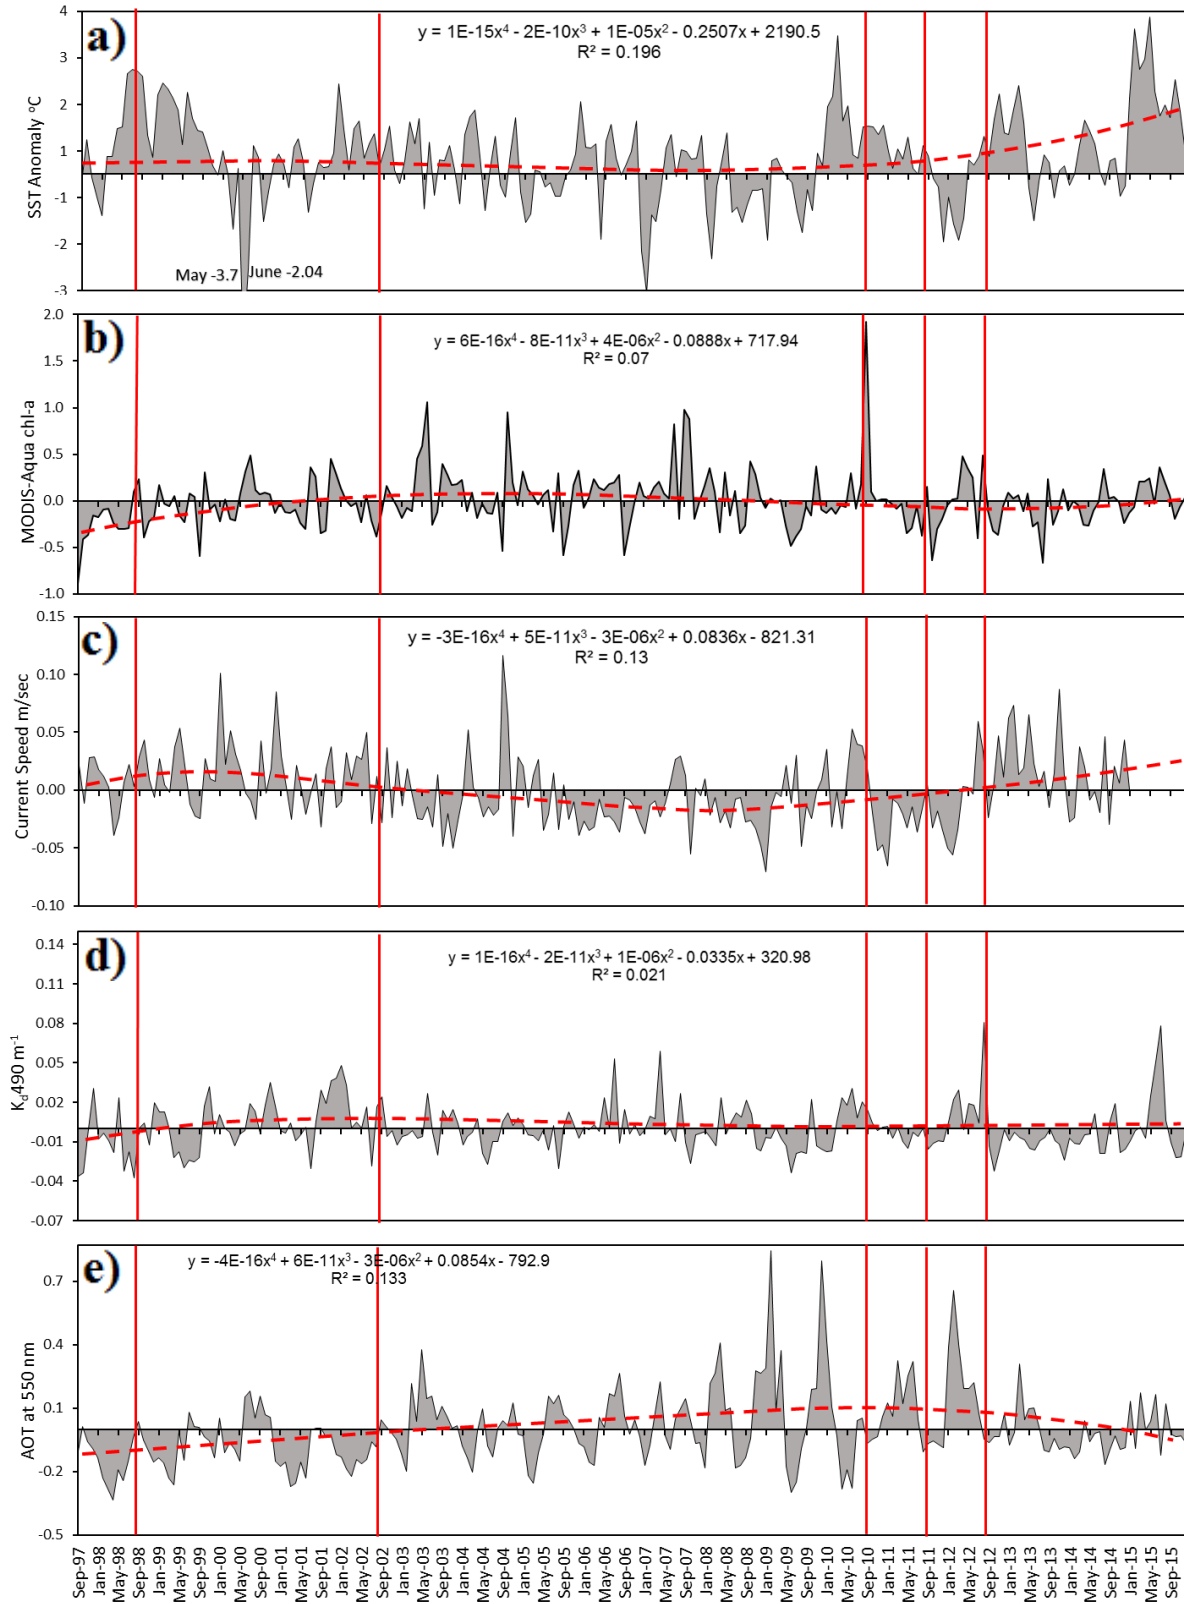 a)
y = 1E-15x⁴ - 2E-10x³ + 1E-05x² - 0.2507x + 2190.5
R² = 0.196
SST Anomaly ºC
4
3
2
1
0
-1
-2
-3
May -3.7 June -2.04
b)
y = 6E-16x⁴ - 8E-11x³ + 4E-06x² - 0.0888x + 717.94
R² = 0.07
MODIS-Aqua chl-a
2.0
1.5
1.0
0.5
0.0
-0.5
-1.0
c)
y = -3E-16x⁴ + 5E-11x³ - 3E-06x² + 0.0836x - 821.31
R² = 0.13
Current Speed m/sec
0.15
0.10
0.05
0.00
-0.05
-0.10
d)
y = 1E-16x⁴ - 2E-11x³ + 1E-06x² - 0.0335x + 320.98
R² = 0.021
Kd490 m⁻¹
0.14
0.11
0.08
0.05
0.02
-0.01
-0.04
-0.07
e)
y = -4E-16x⁴ + 6E-11x³ - 3E-06x² + 0.0854x - 792.9
R² = 0.133
AOT at 550 nm
0.7
0.4
0.1
-0.2
-0.5
Sep-97
Jan-98
May-98
Sep-98
Jan-99
May-99
Sep-99
Jan-00
May-00
Sep-00
Jan-01
May-01
Sep-01
Jan-02
May-02
Sep-02
Jan-03
May-03
Sep-03
Jan-04
May-04
Sep-04
Jan-05
May-05
Sep-05
Jan-06
May-06
Sep-06
Jan-07
May-07
Sep-07
Jan-08
May-08
Sep-08
Jan-09
May-09
Sep-09
Jan-10
May-10
Sep-10
Jan-11
May-11
Sep-11
Jan-12
May-12
Sep-12
Jan-13
May-13
Sep-13
Jan-14
May-14
Sep-14
Jan-15
May-15
Sep-15